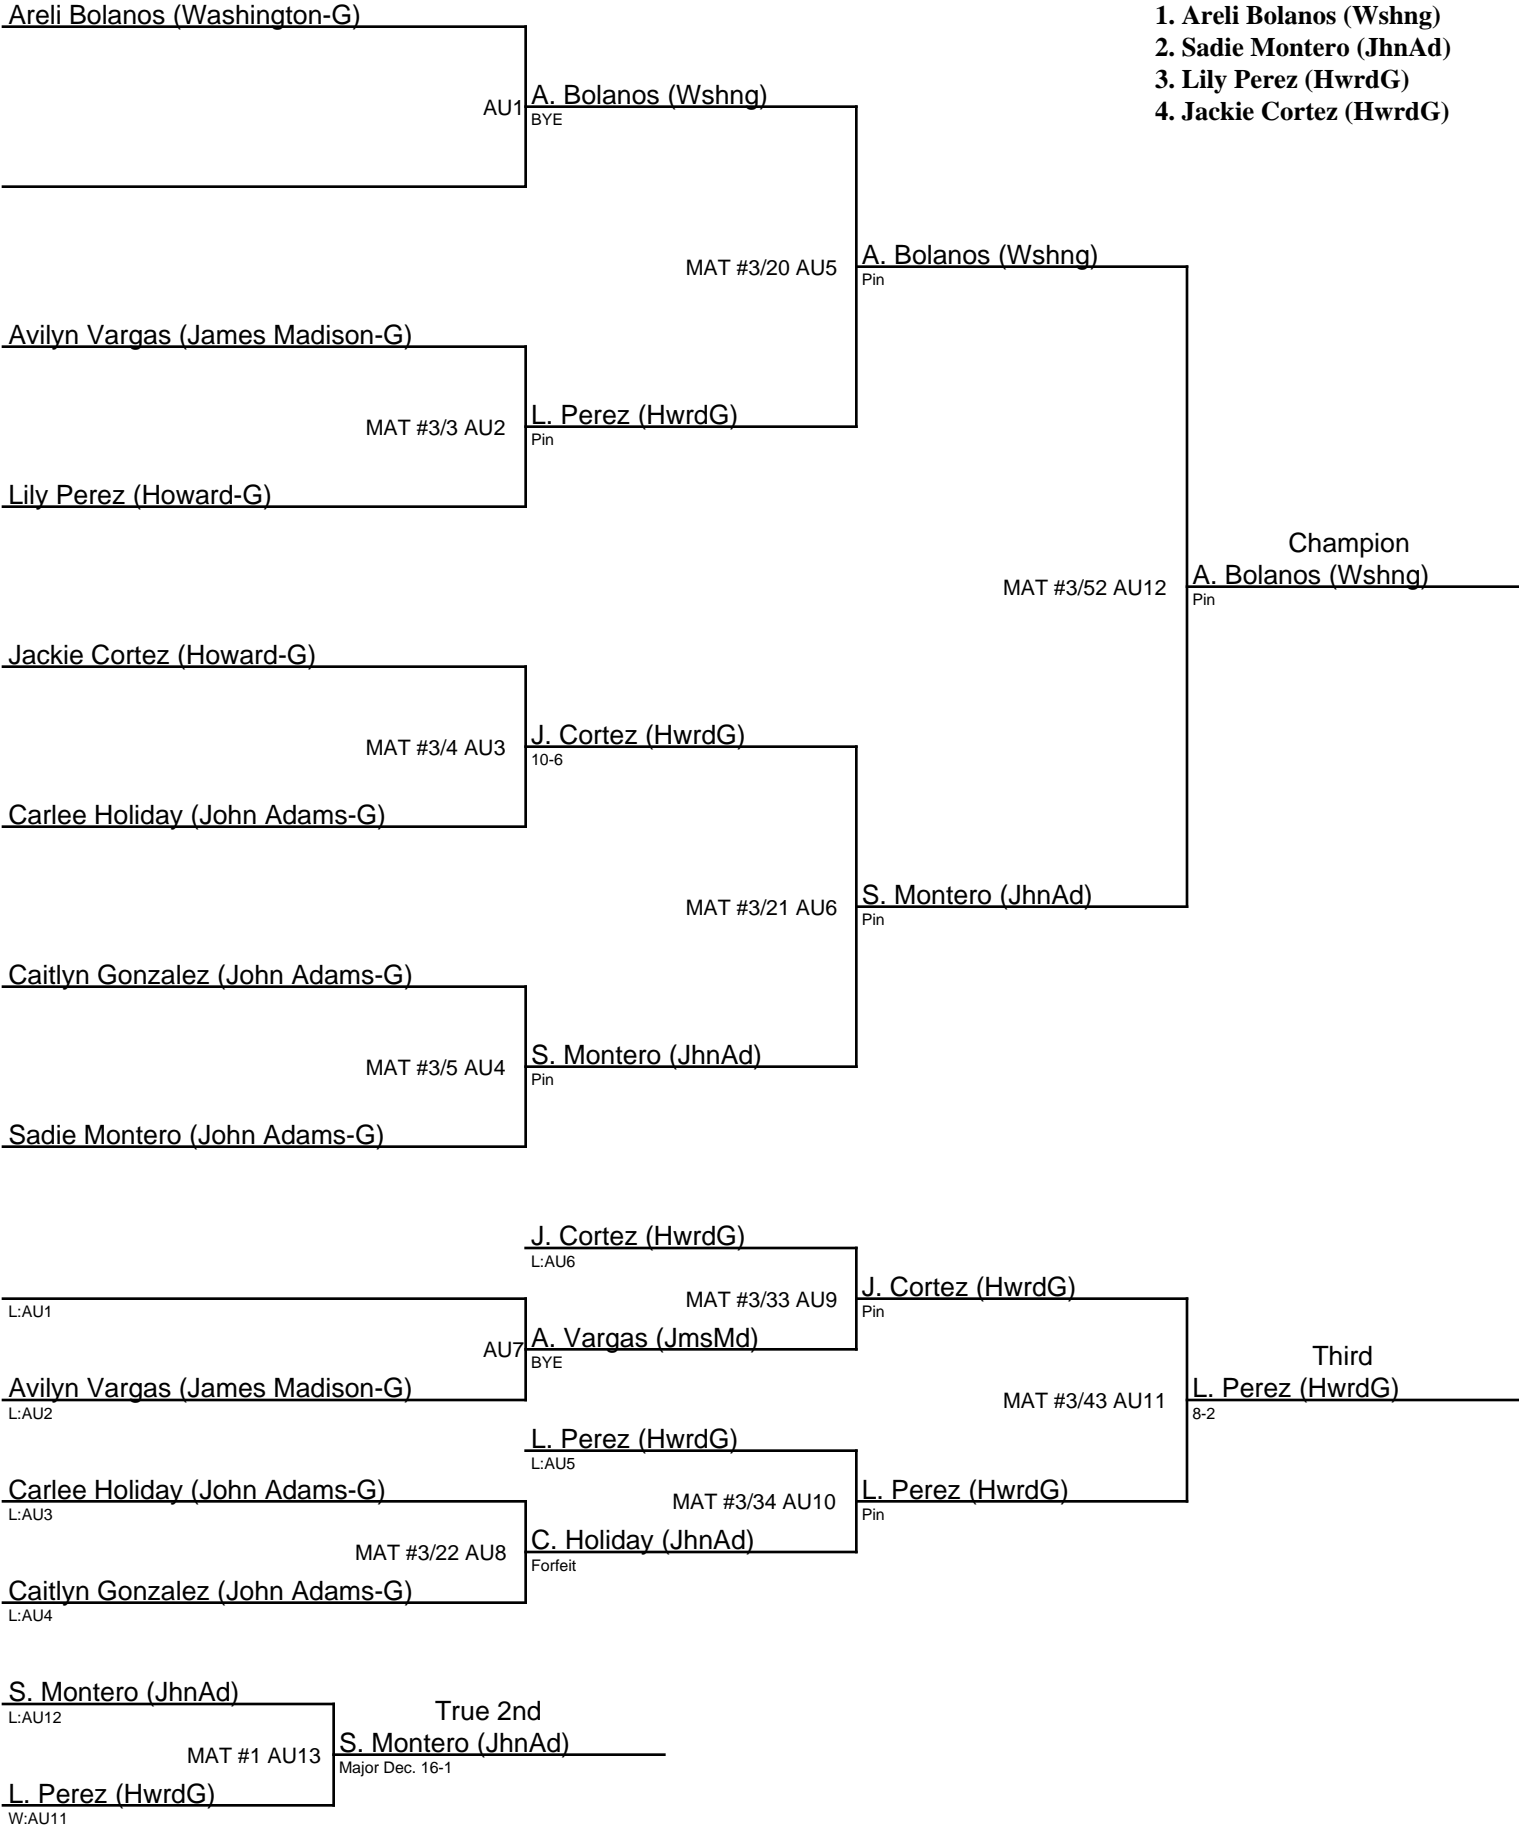 Areli Bolanos (Washington-G)
1. Areli Bolanos (Wshng)
2. Sadie Montero (JhnAd)
3. Lily Perez (HwrdG)
4. Jackie Cortez (HwrdG)
AU1
A. Bolanos (Wshng)
BYE
MAT #3/20 AU5
A. Bolanos (Wshng)
Pin
Avilyn Vargas (James Madison-G)
MAT #3/3 AU2
L. Perez (HwrdG)
Pin
Lily Perez (Howard-G)
MAT #3/52 AU12
Champion
A. Bolanos (Wshng)
Pin
Jackie Cortez (Howard-G)
MAT #3/4 AU3
J. Cortez (HwrdG)
10-6
Carlee Holiday (John Adams-G)
MAT #3/21 AU6
S. Montero (JhnAd)
Pin
Caitlyn Gonzalez (John Adams-G)
MAT #3/5 AU4
S. Montero (JhnAd)
Pin
Sadie Montero (John Adams-G)
J. Cortez (HwrdG)
L:AU6
L:AU1
MAT #3/33 AU9
J. Cortez (HwrdG)
Pin
AU7
A. Vargas (JmsMd)
BYE
Avilyn Vargas (James Madison-G)
L:AU2
MAT #3/43 AU11
Third
L. Perez (HwrdG)
8-2
L. Perez (HwrdG)
L:AU5
Carlee Holiday (John Adams-G)
L:AU3
MAT #3/34 AU10
L. Perez (HwrdG)
Pin
MAT #3/22 AU8
C. Holiday (JhnAd)
Forfeit
Caitlyn Gonzalez (John Adams-G)
L:AU4
S. Montero (JhnAd)
L:AU12
MAT #1 AU13
True 2nd
S. Montero (JhnAd)
Major Dec. 16-1
L. Perez (HwrdG)
W:AU11